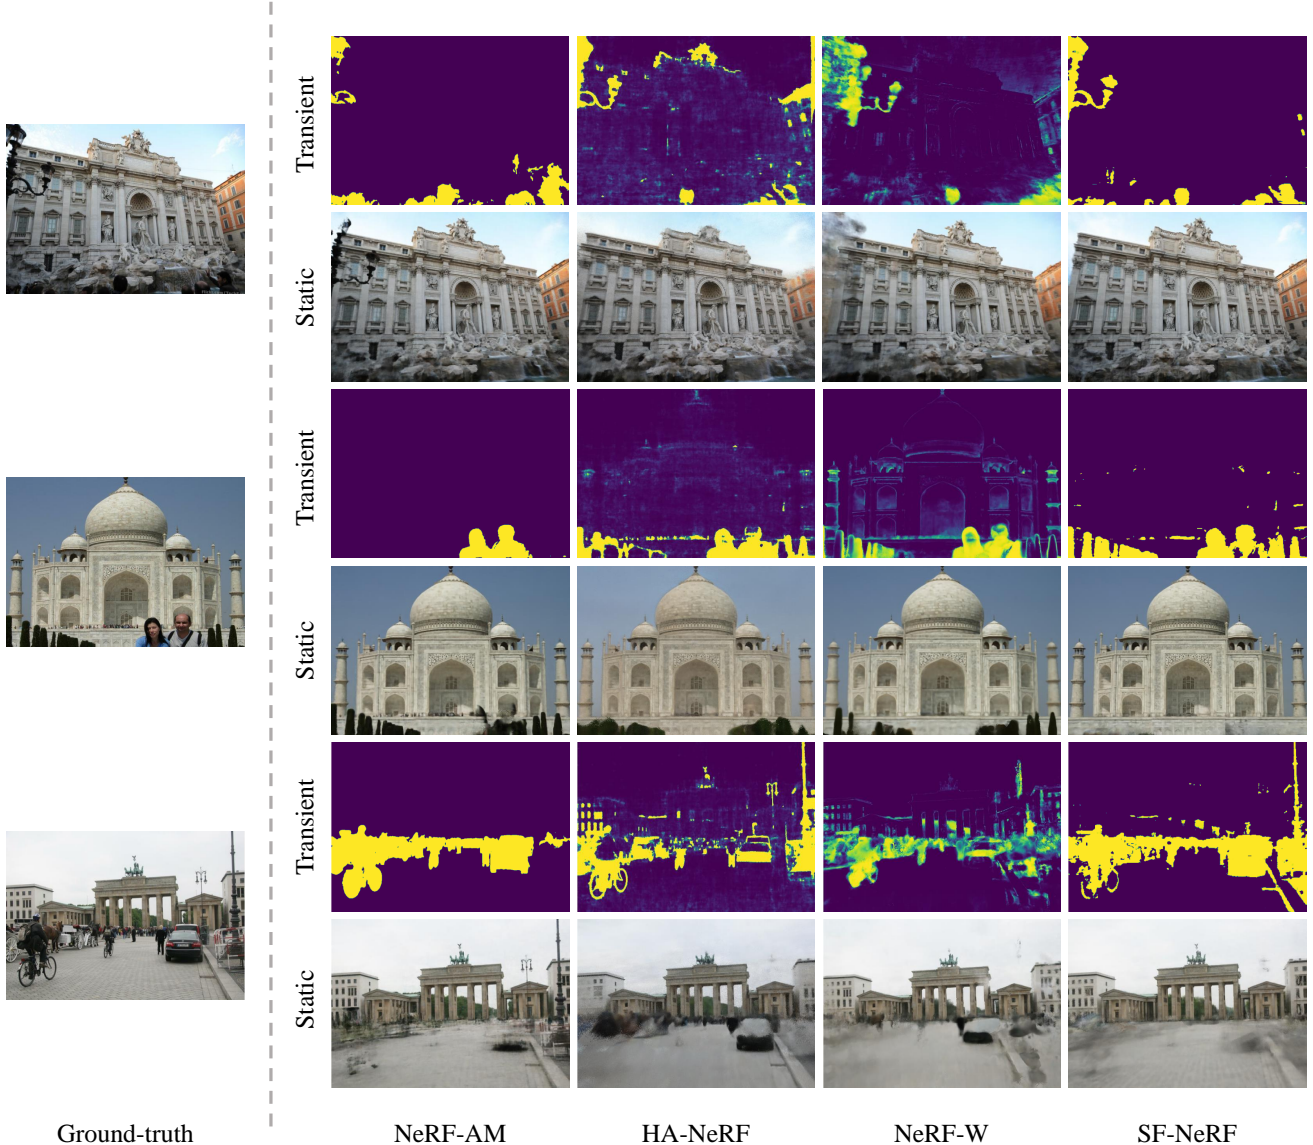 Transient
Static
Transient
Static
Transient
Static
Ground-truth
NeRF-AM
HA-NeRF
NeRF-W
SF-NeRF